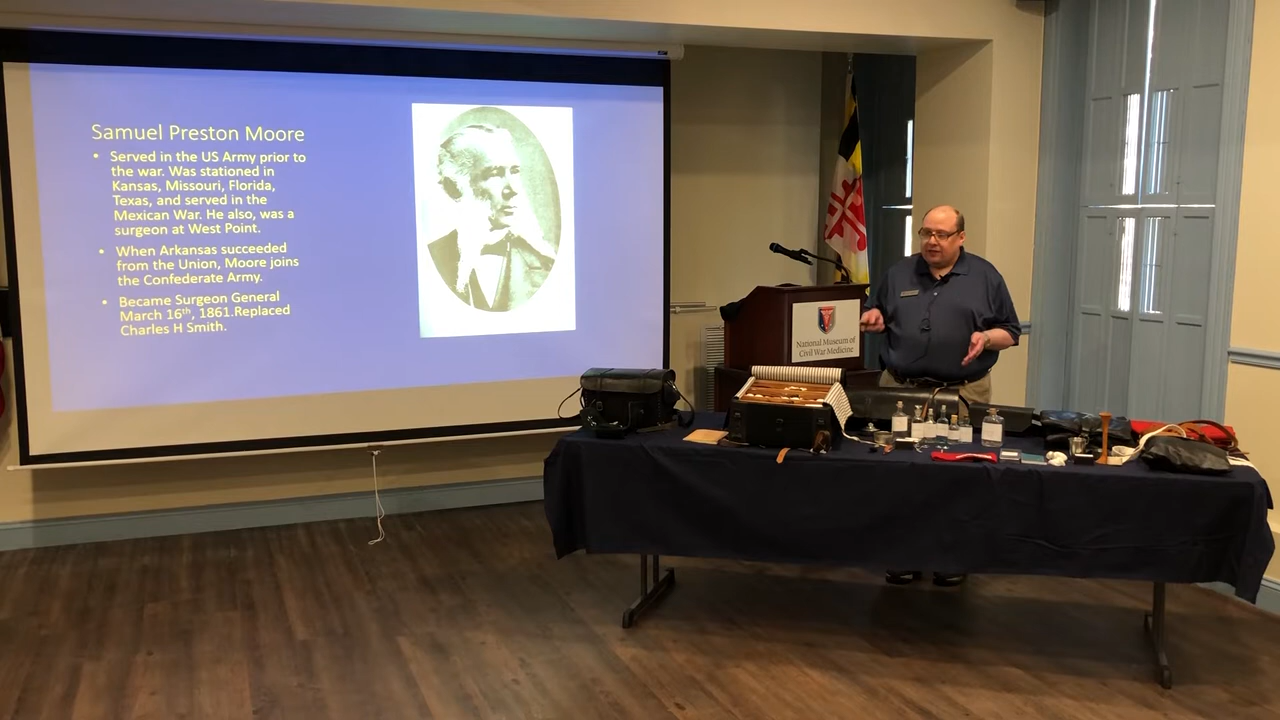 Samuel Preston Moore
• Served in the US Army prior to
the war. Was stationed in
Kansas, Missouri, Florida,
Texas, and served in the
Mexican War. He also, was a
surgeon at West Point.
• When Arkansas succeeded
from the Union, Moore joins
the Confederate Army.
• Became Surgeon General
March 16th, 1861.Replaced
Charles H Smith.
National Museum of
Civil War Medicine